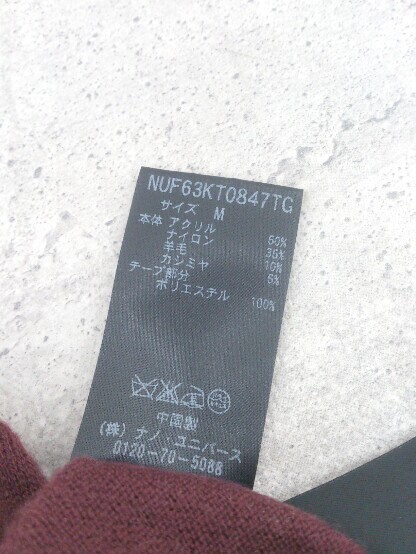 NUF63KT0847TG
サイズ M
本体 アクリル 50%
ナイロン 35%
羊毛 10%
カシミヤ 5%
テープ部分
ポリエステル 100%
中国製
(株) ナノ・ユニバース
0120-70-5088